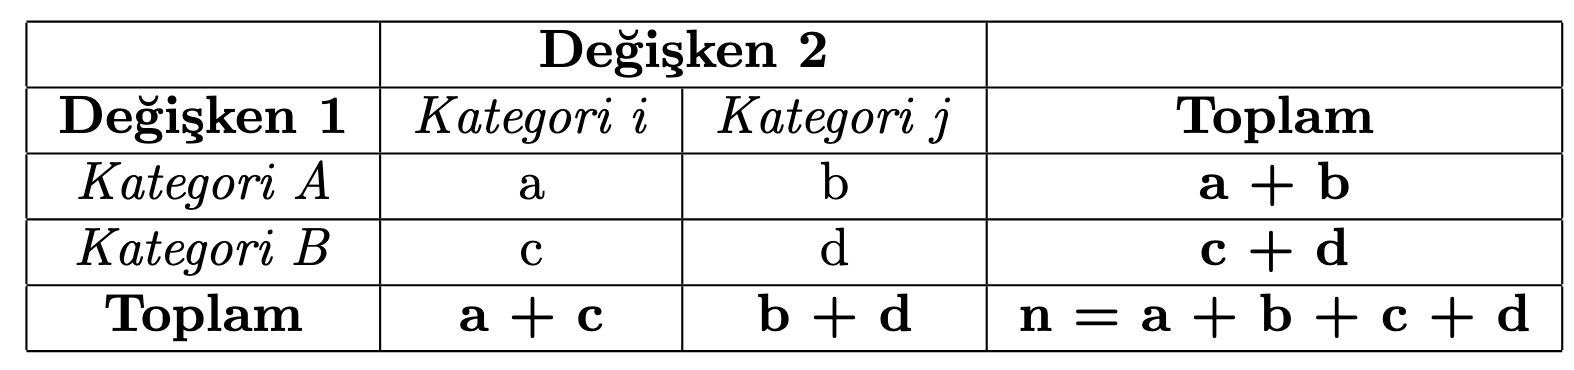 Değişken 2
Değişken 1 Kategori i Kategori j Toplam
Kategori A a b a + b
Kategori B c d c + d
Toplam a + c b + d n = a + b + c + d